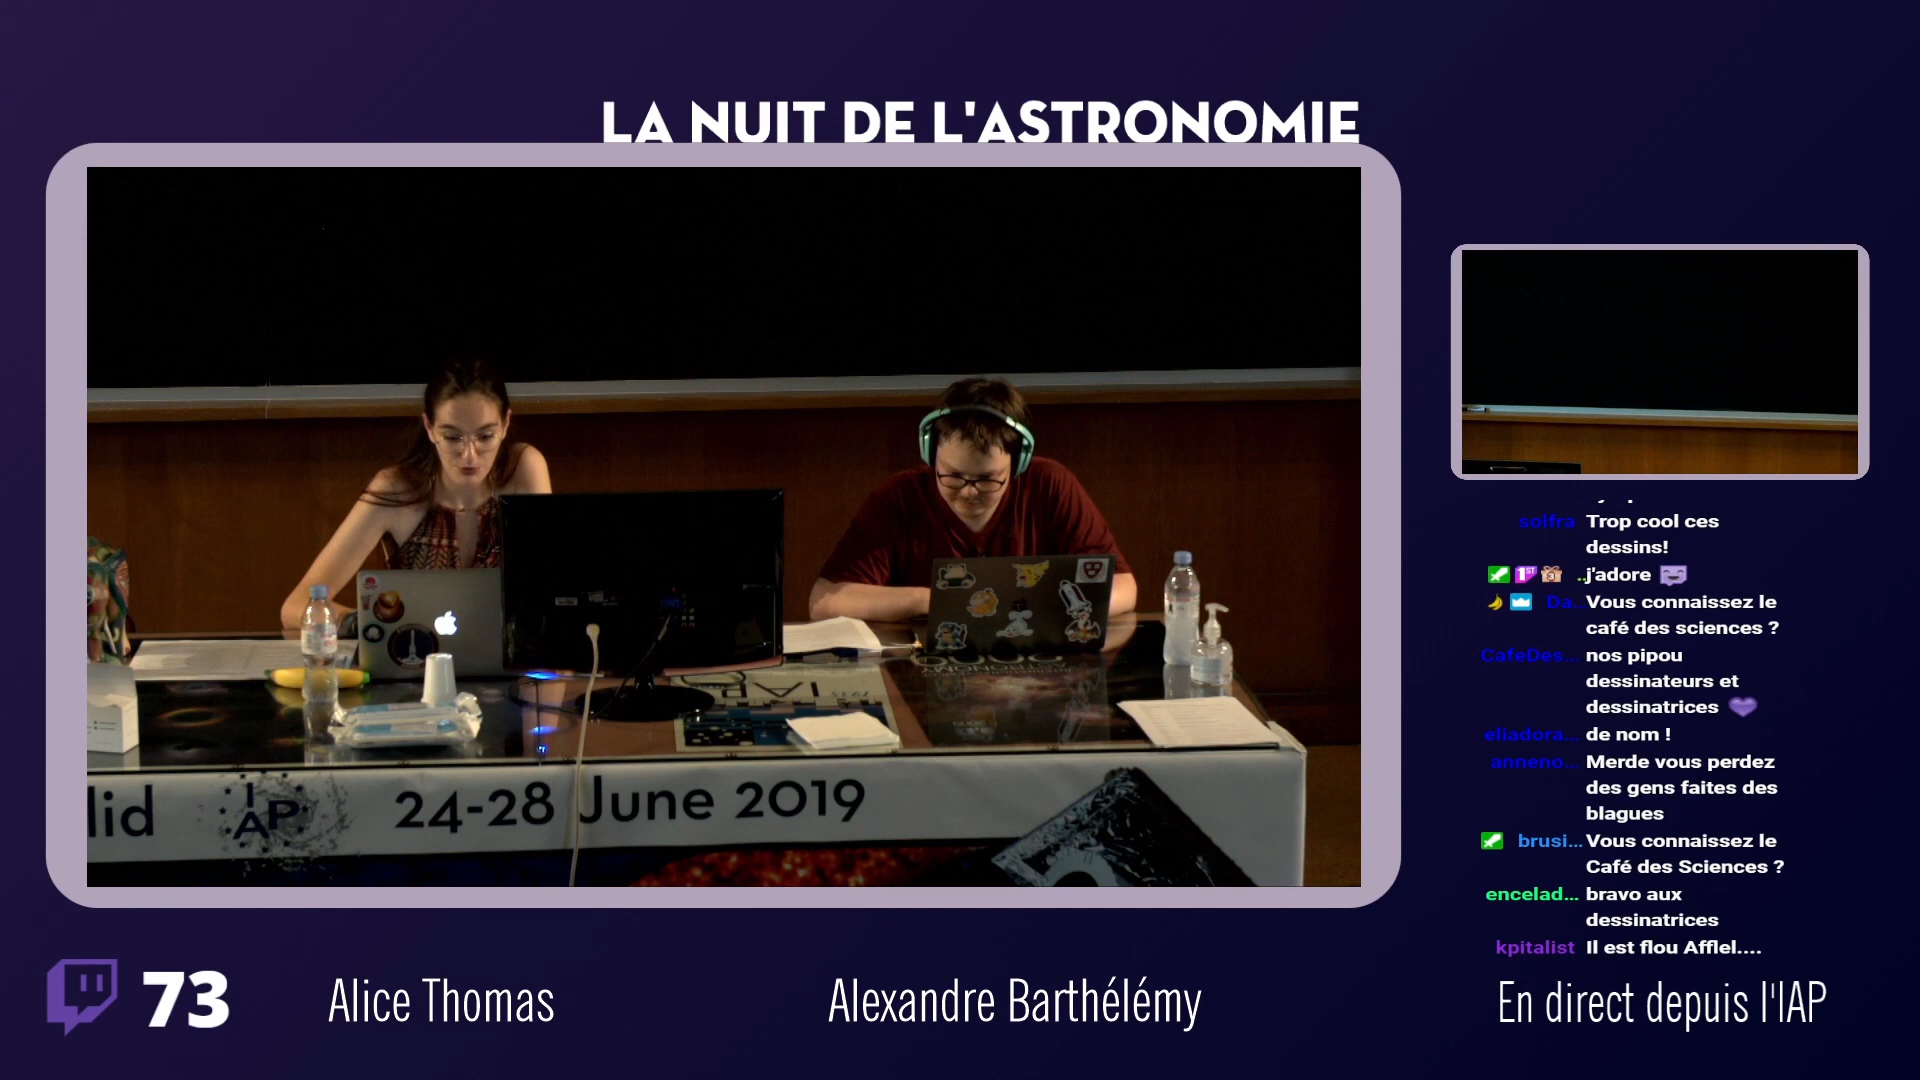 LA NUIT DE L'ASTRONOMIE
lid
IAP
24-28 June 2019
solfra Trop cool ces
dessins!
j'adore
Da... Vous connaissez le
café des sciences ?
CafeDes... nos pipou
dessinateurs et
dessinatrices
eliadora... de nom !
anneno... Merde vous perdez
des gens faites des
blagues
brusi... Vous connaissez le
Café des Sciences ?
encelad... bravo aux
dessinatrices
kpitalist Il est flou Afflel....
73
Alice Thomas
Alexandre Barthélémy
En direct depuis l'IAP